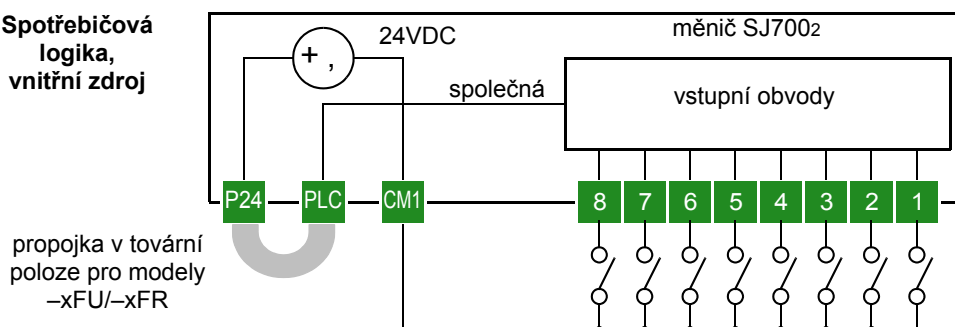 Spotřebičová
logika,
vnitřní zdroj
+ ,
24VDC
měnič SJ7002
společná
vstupní obvody
P24 PLC CM1 8 7 6 5 4 3 2 1
propojka v tovární
poloze pro modely
–xFU/–xFR